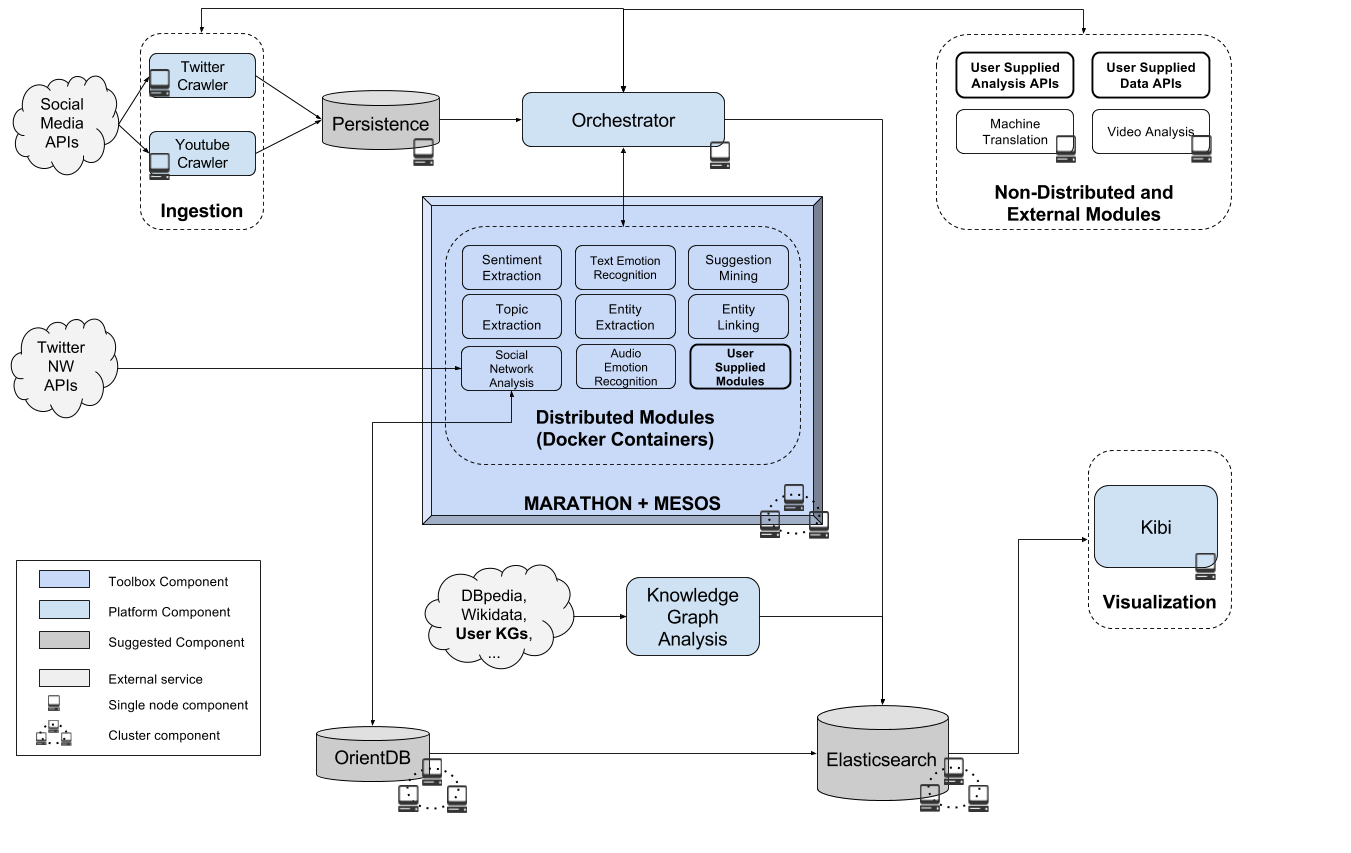 Social
Media
APIs
Twitter
Crawler
Youtube
Crawler
Ingestion
Persistence
Orchestrator
User Supplied
Analysis APIs
User Supplied
Data APIs
Machine
Translation
Video Analysis
Non-Distributed and
External Modules
Sentiment
Extraction
Text Emotion
Recognition
Suggestion
Mining
Topic
Extraction
Entity
Extraction
Entity
Linking
Social
Network
Analysis
Audio
Emotion
Recognition
User
Supplied
Modules
Distributed Modules
(Docker Containers)
MARATHON + MESOS
Twitter
NW
APIs
Kibi
Visualization
Toolbox Component
Platform Component
Suggested Component
External service
Single node component
Cluster component
DBpedia,
Wikidata,
User KGs,
...
Knowledge
Graph
Analysis
OrientDB
Elasticsearch